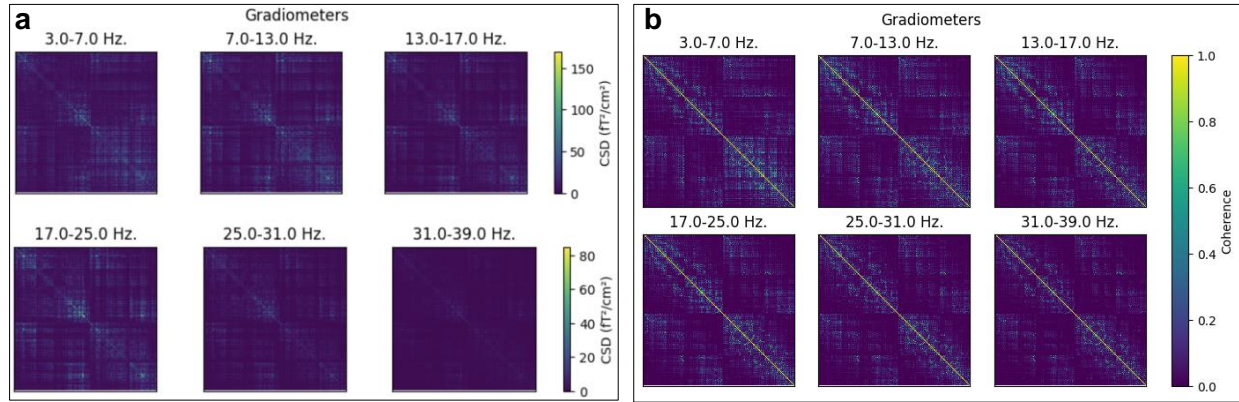 a
Gradiometers
3.0-7.0 Hz.
7.0-13.0 Hz.
13.0-17.0 Hz.
150
100
50
0
CSD (fT²/cm²)
17.0-25.0 Hz.
25.0-31.0 Hz.
31.0-39.0 Hz.
80
60
40
20
0
CSD (fT²/cm²)
b
Gradiometers
3.0-7.0 Hz.
7.0-13.0 Hz.
13.0-17.0 Hz.
17.0-25.0 Hz.
25.0-31.0 Hz.
31.0-39.0 Hz.
1.0
0.8
0.6
0.4
0.2
0.0
Coherence